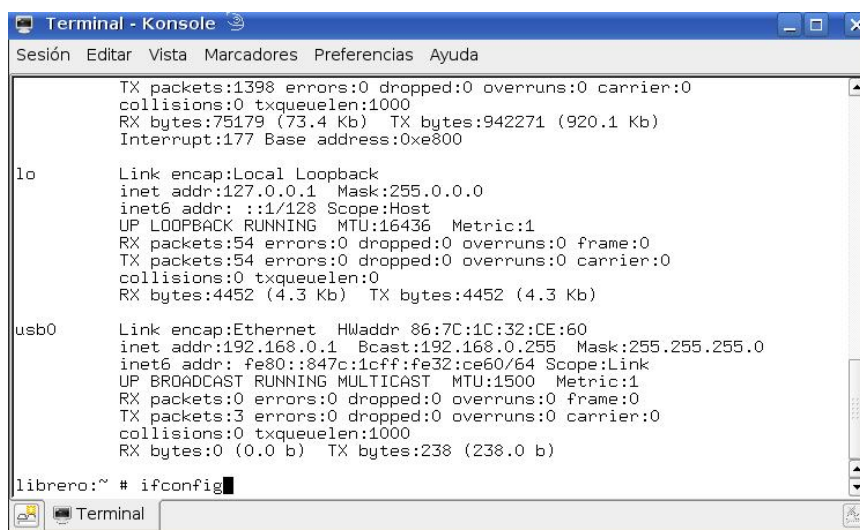 Terminal - Konsole
Sesión Editar Vista Marcadores Preferencias Ayuda
TX packets:1398 errors:0 dropped:0 overruns:0 carrier:0
collisions:0 txqueuelen:1000
RX bytes:75179 (73.4 Kb)  TX bytes:942271 (920.1 Kb)
Interrupt:177 Base address:0xe800
lo Link encap:Local Loopback
inet addr:127.0.0.1  Mask:255.0.0.0
inet6 addr: ::1/128 Scope:Host
UP LOOPBACK RUNNING  MTU:16436  Metric:1
RX packets:54 errors:0 dropped:0 overruns:0 frame:0
TX packets:54 errors:0 dropped:0 overruns:0 carrier:0
collisions:0 txqueuelen:0
RX bytes:4452 (4.3 Kb)  TX bytes:4452 (4.3 Kb)
usb0 Link encap:Ethernet  HWaddr 86:7C:1C:32:CE:60
inet addr:192.168.0.1  Bcast:192.168.0.255  Mask:255.255.255.0
inet6 addr: fe80::847c:1cff:fe32:ce60/64 Scope:Link
UP BROADCAST RUNNING MULTICAST  MTU:1500  Metric:1
RX packets:0 errors:0 dropped:0 overruns:0 frame:0
TX packets:3 errors:0 dropped:0 overruns:0 carrier:0
collisions:0 txqueuelen:1000
RX bytes:0 (0.0 b)  TX bytes:238 (238.0 b)
librero:~ # ifconfig
Terminal